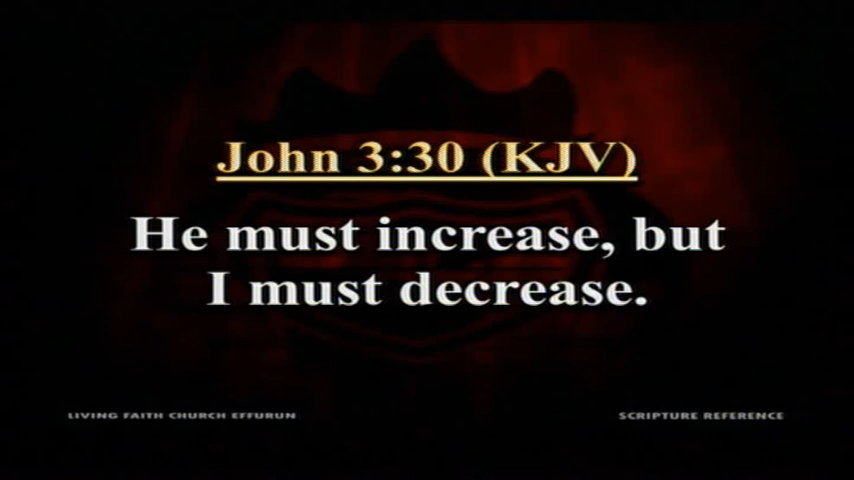 John 3:30 (KJV)
He must increase, but
I must decrease.
LIVING FAITH CHURCH EFFURUN
SCRIPTURE REFERENCE